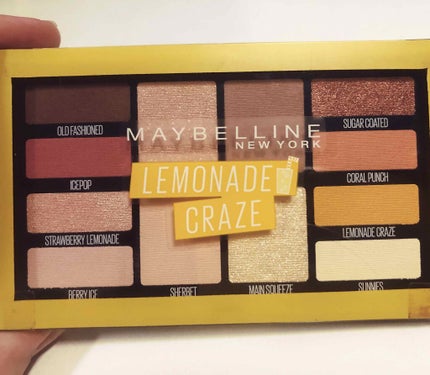 OLD FASHIONED
ICEPOP
STRAWBERRY LEMONADE
BERRY ICE
MAYBELLINE
NEW YORK
LEMONADE
CRAZE
SHERBET
MAIN SQUEEZE
SUGAR COATED
CORAL PUNCH
LEMONADE CRAZE
SUNNIES